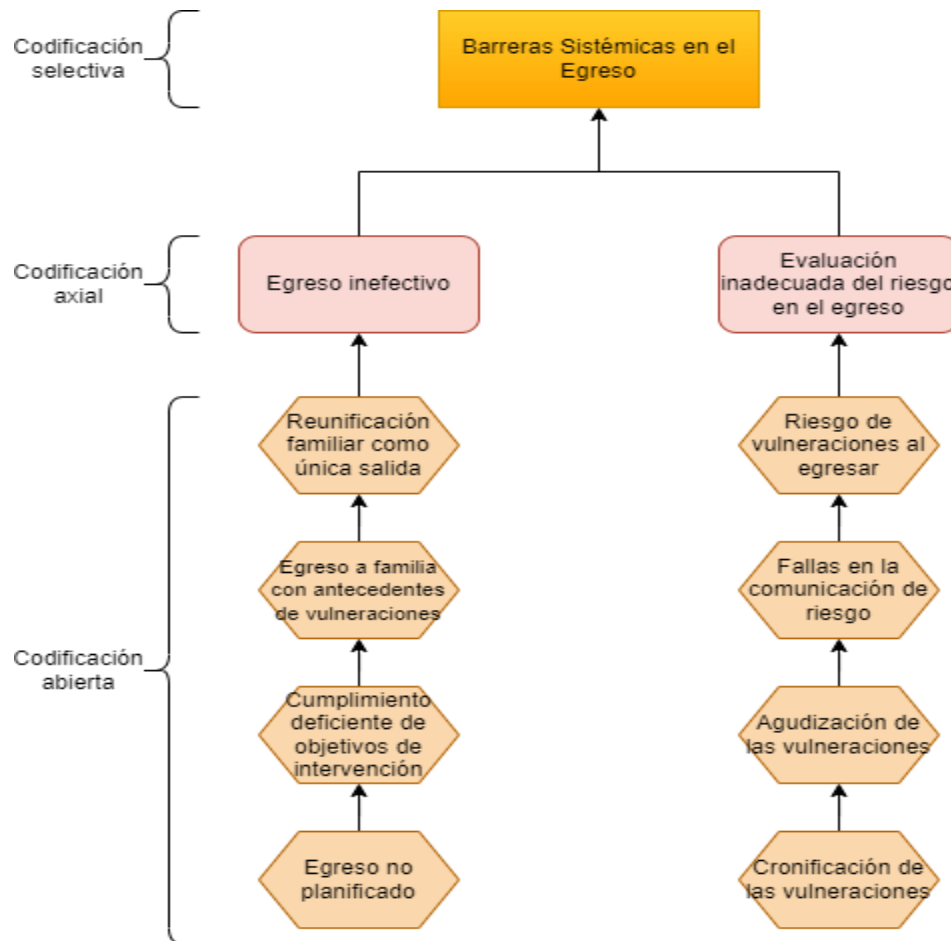 Codificación
selectiva
Barreras Sistémicas en el
Egreso
Codificación
axial
Egreso inefectivo
Evaluación
inadecuada del riesgo
en el egreso
Codificación
abierta
Reunificación
familiar como
única salida
Riesgo de
vulneraciones al
egresar
Egreso a familia
con antecedentes
de vulneraciones
Fallas en la
comunicación de
riesgo
Cumplimiento
deficiente de
objetivos de
intervención
Agudización de
las vulneraciones
Egreso no
planificado
Cronificación de
las vulneraciones